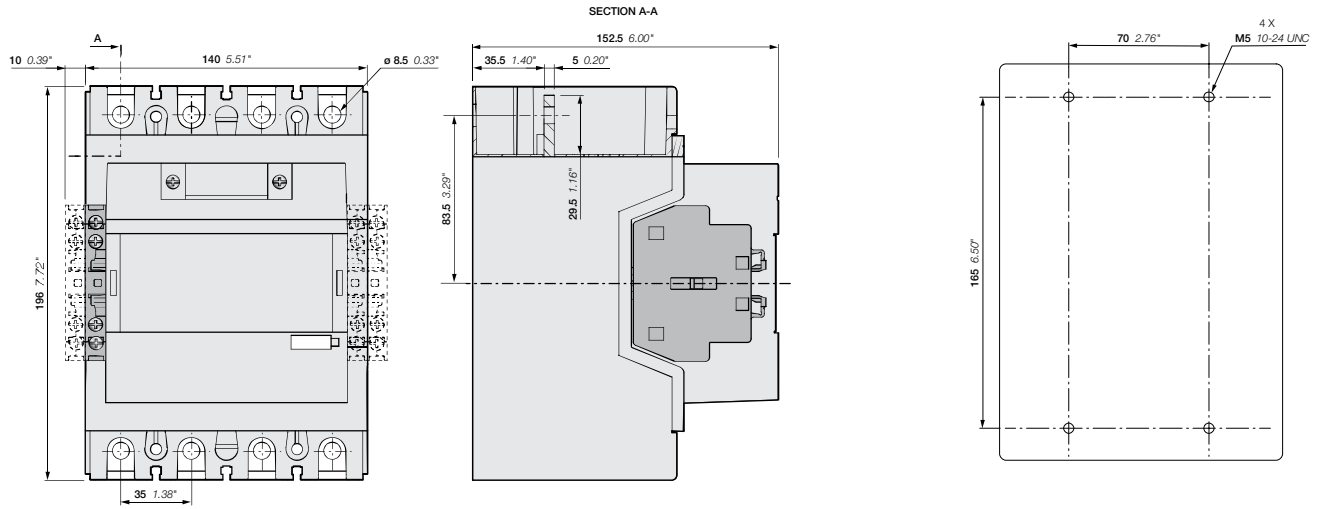 SECTION A-A
A
10 0.39"
140 5.51"
ø 8.5 0.33"
196 7.72"
35 1.38"
152.5 6.00"
35.5 1.40"
5 0.20"
83.5 3.29"
29.5 1.16"
4 X
M5 10-24 UNC
70 2.76"
165 6.50"